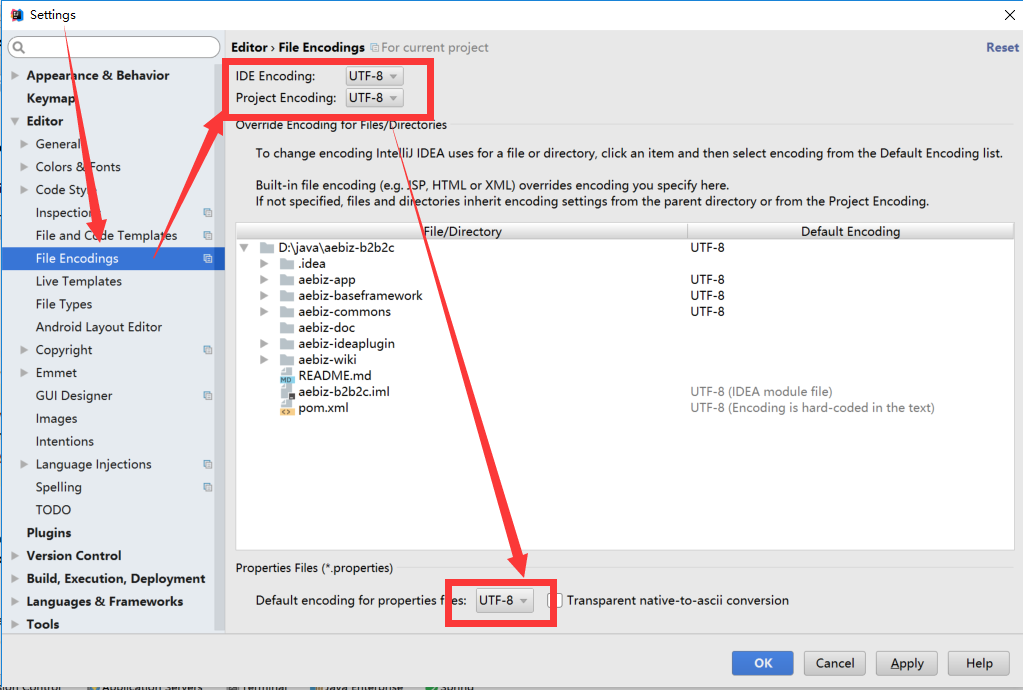 Settings
Editor › File Encodings For current project Reset
Appearance & Behavior
Keymap
Editor
General
Colors & Fonts
Code Sty
Inspection
File and Code Templates
File Encodings
Live Templates
File Types
Android Layout Editor
Copyright
Emmet
GUI Designer
Images
Intentions
Language Injections
Spelling
TODO
Plugins
Version Control
Build, Execution, Deployment
Languages & Frameworks
Tools
IDE Encoding: UTF-8
Project Encoding: UTF-8
Override Encoding for Files/Directories
To change encoding IntelliJ IDEA uses for a file or directory, click an item and then select encoding from the Default Encoding list.
Built-in file encoding (e.g. JSP, HTML or XML) overrides encoding you specify here.
If not specified, files and directories inherit encoding settings from the parent directory or from the Project Encoding.
File/Directory Default Encoding
D:\java\aebiz-b2b2c UTF-8
.idea
aebiz-app UTF-8
aebiz-baseframework UTF-8
aebiz-commons UTF-8
aebiz-doc
aebiz-ideaplugin
aebiz-wiki
MD README.md
aebiz-b2b2c.iml UTF-8 (IDEA module file)
pom.xml UTF-8 (Encoding is hard-coded in the text)
Properties Files (*.properties)
Default encoding for properties files: UTF-8 Transparent native-to-ascii conversion
OK Cancel Apply Help